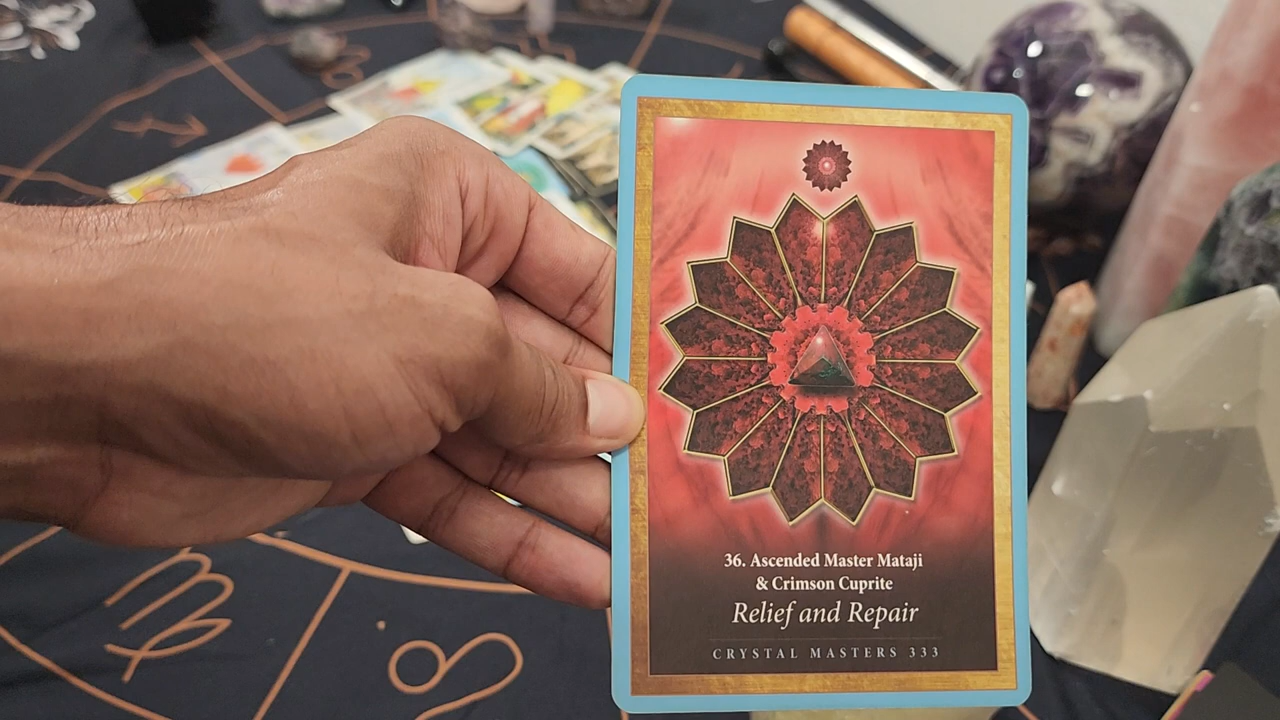 36. Ascended Master Mataji
& Crimson Cuprite
Relief and Repair
CRYSTAL MASTERS 333